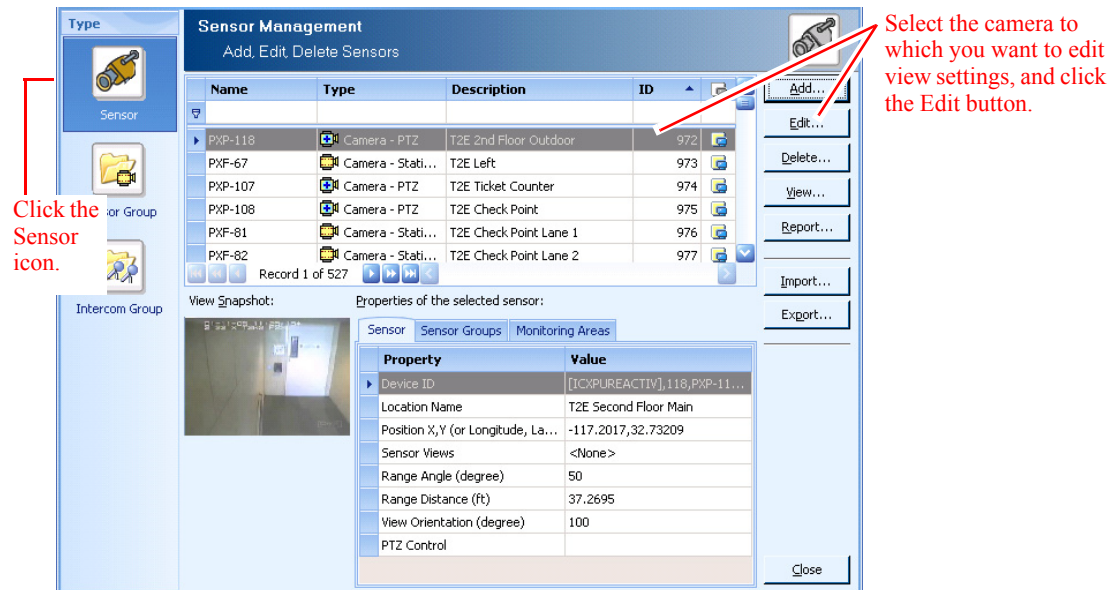 Type
Sensor
Sensor Group
Intercom Group
Click the
Sensor
icon.
Sensor Management
Add, Edit, Delete Sensors
Name Type Description ID
PXP-118 Camera - PTZ T2E 2nd Floor Outdoor 972
PXF-67 Camera - Stati... T2E Left 973
PXP-107 Camera - PTZ T2E Ticket Counter 974
PXP-108 Camera - PTZ T2E Check Point 975
PXF-81 Camera - Stati... T2E Check Point Lane 1 976
PXF-82 Camera - Stati... T2E Check Point Lane 2 977
Record 1 of 527
View Snapshot:
Properties of the selected sensor:
Sensor Sensor Groups Monitoring Areas
Property Value
Device ID [ICXPUREACTIV],118,PXP-11...
Location Name T2E Second Floor Main
Position X,Y (or Longitude, La... -117.2017,32.73209
Sensor Views <None>
Range Angle (degree) 50
Range Distance (ft) 37.2695
View Orientation (degree) 100
PTZ Control
Add...
Edit...
Delete...
View...
Report...
Import...
Export...
Close
Select the camera to
which you want to edit
view settings, and click
the Edit button.